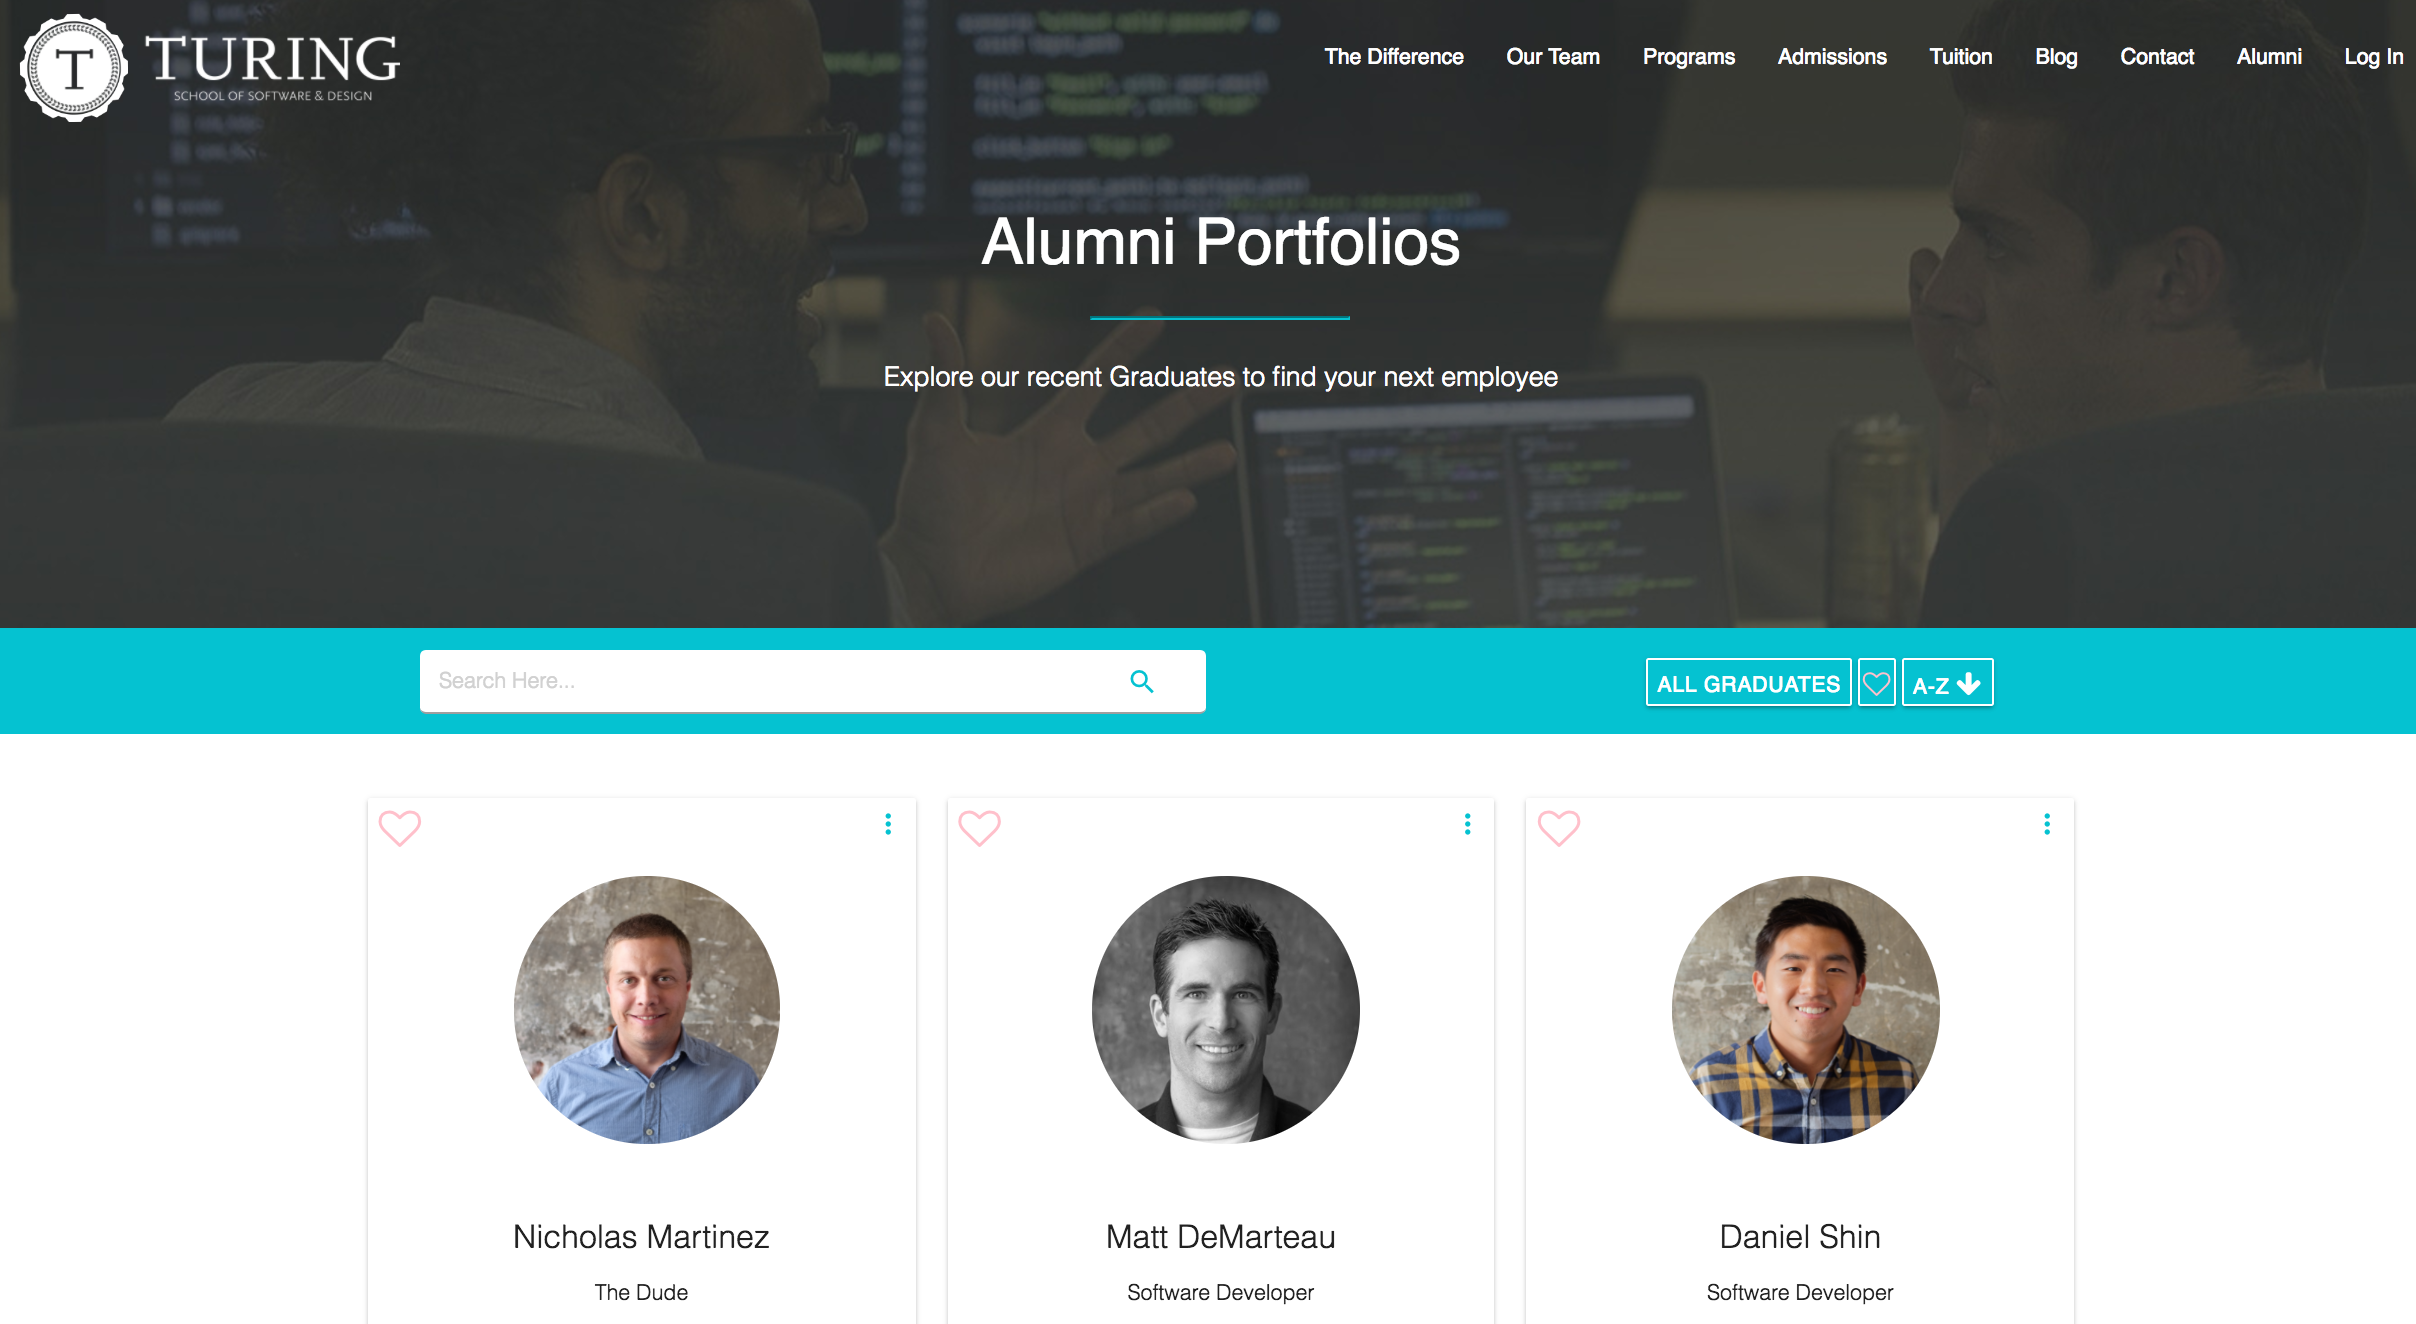 T TURING
SCHOOL OF SOFTWARE & DESIGN
The Difference Our Team Programs Admissions Tuition Blog Contact Alumni Log In
Alumni Portfolios
Explore our recent Graduates to find your next employee
Search Here...
ALL GRADUATES A-Z
Nicholas Martinez Matt DeMarteau Daniel Shin
The Dude Software Developer Software Developer